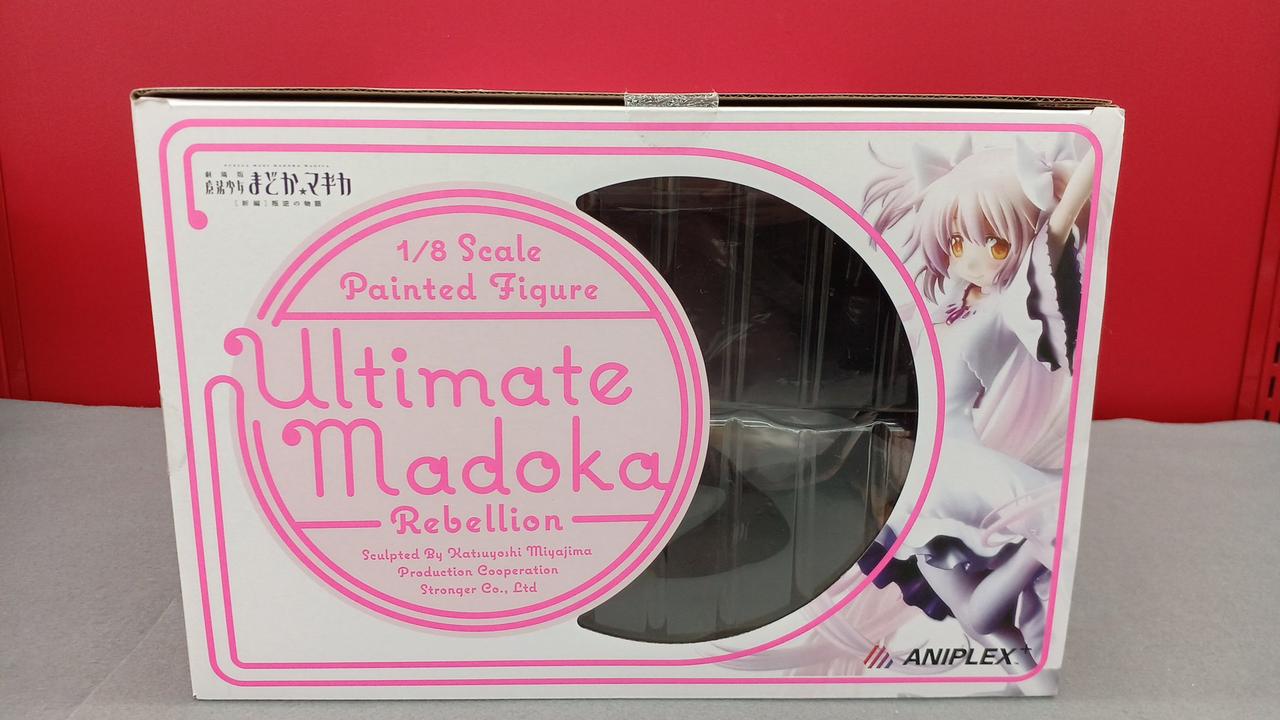 劇場版
魔法少女まどか★マギカ
[新編]叛逆の物語
1/8 Scale
Painted Figure
Ultimate
Madoka
Rebellion
Sculpted By Katsuyoshi Miyajima
Production Cooperation
Stronger Co., Ltd
ANIPLEX+